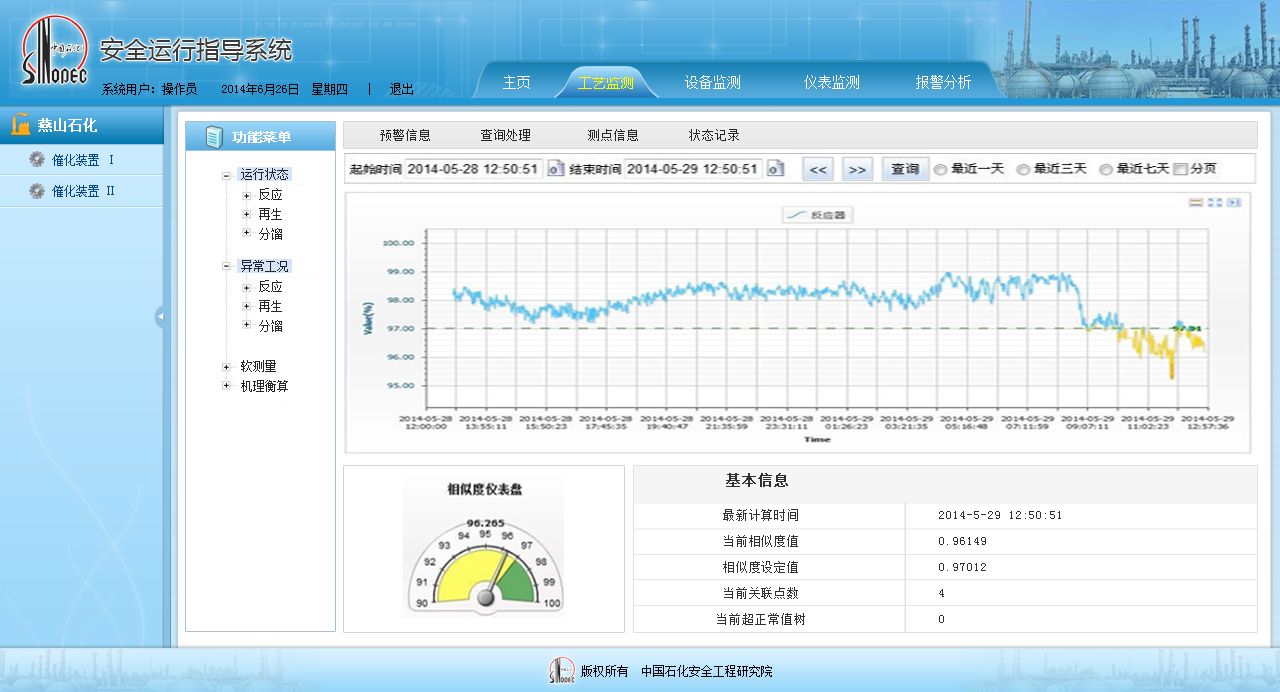 中国石化
SINOPEC
安全运行指导系统
系统用户：操作员 2014年6月26日 星期四 | 退出
主页 工艺监测 设备监测 仪表监测 报警分析
燕山石化
催化装置 I
催化装置 II
功能菜单
运行状态
反应
再生
分馏
异常工况
反应
再生
分馏
软测量
机理衡算
预警信息 查询处理 测点信息 状态记录
起始时间 2014-05-28 12:50:51 结束时间 2014-05-29 12:50:51 << >> 查询 最近一天 最近三天 最近七天 分页
反应器
100.00
99.00
98.00
97.00
96.00
95.00
Value(%)
97.01
2014-05-28 2014-05-28 2014-05-28 2014-05-28 2014-05-28 2014-05-28 2014-05-28 2014-05-29 2014-05-29 2014-05-29 2014-05-29 2014-05-29 2014-05-29 2014-05-29
12:00:00 13:55:11 15:50:23 17:45:35 19:40:47 21:35:59 23:31:11 01:26:23 03:21:35 05:16:48 07:11:59 09:07:11 11:02:23 12:57:36
Time
相似度仪表盘
96.265
90 91 92 93 94 95 96 97 98 99 100
基本信息
最新计算时间 2014-5-29 12:50:51
当前相似度值 0.96149
相似度设定值 0.97012
当前关联点数 4
当前超正常值树 0
SINOPEC
版权所有 中国石化安全工程研究院